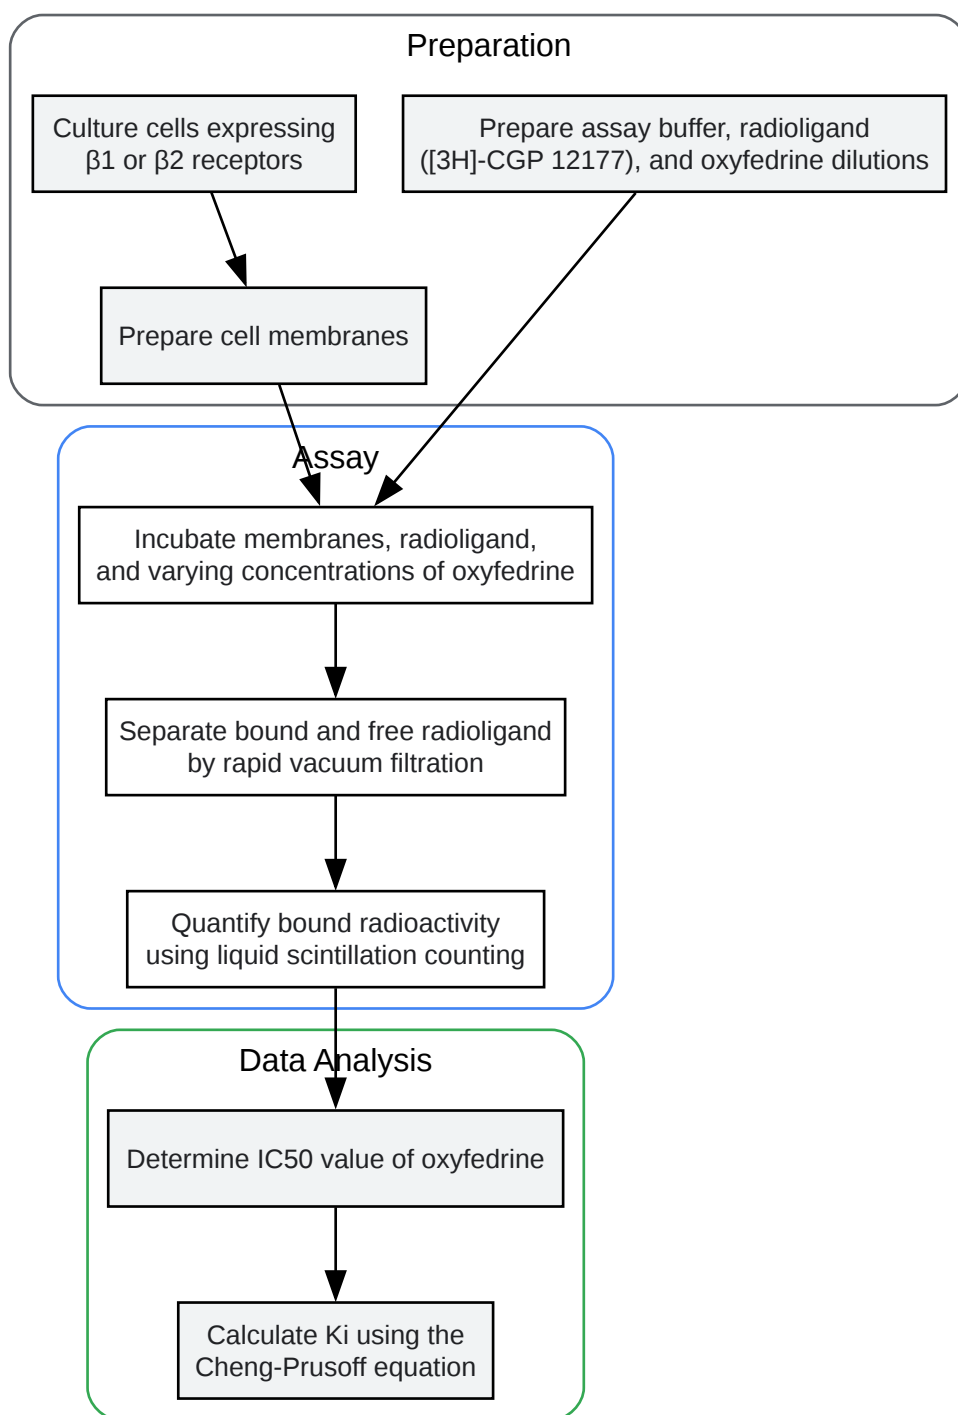 Preparation
Culture cells expressing
β1 or β2 receptors
Prepare assay buffer, radioligand
([3H]-CGP 12177), and oxyfedrine dilutions
Prepare cell membranes
Assay
Incubate membranes, radioligand,
and varying concentrations of oxyfedrine
Separate bound and free radioligand
by rapid vacuum filtration
Quantify bound radioactivity
using liquid scintillation counting
Data Analysis
Determine IC50 value of oxyfedrine
Calculate Ki using the
Cheng-Prusoff equation